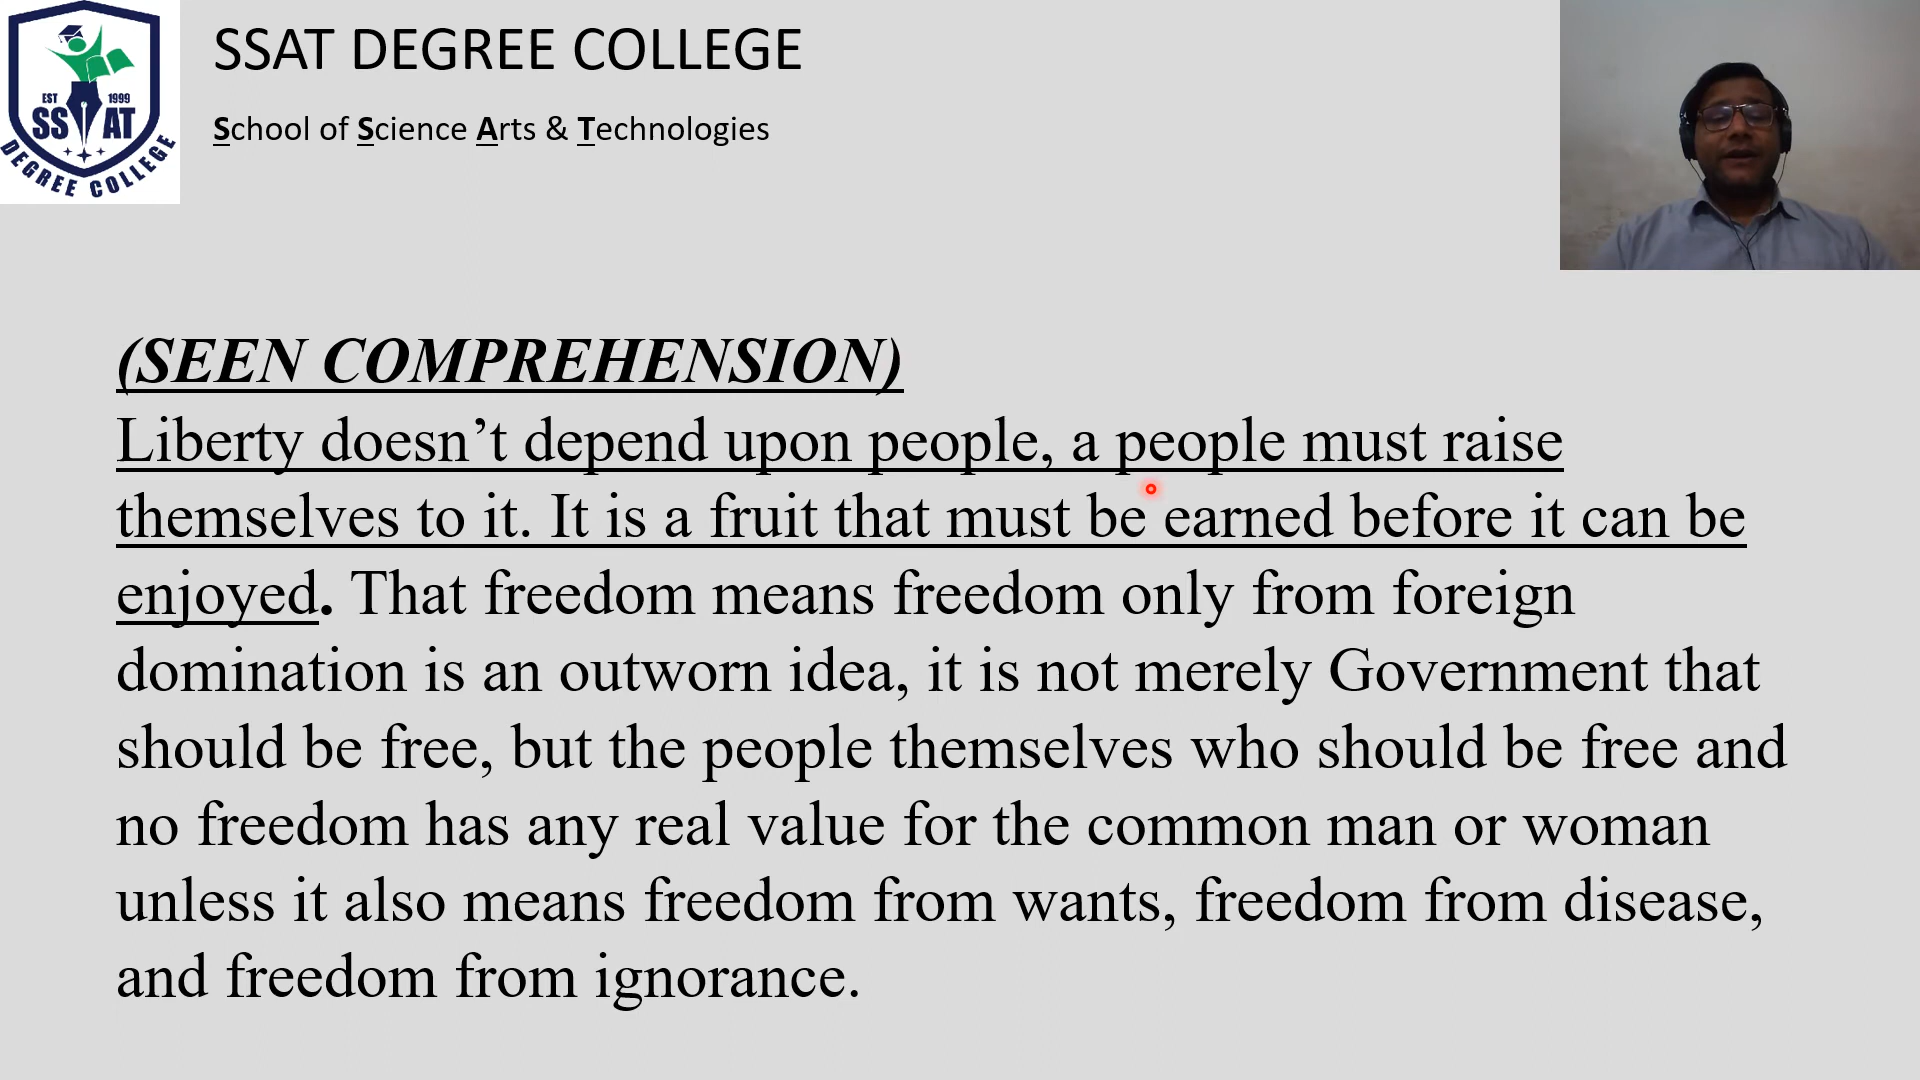 EST 1999
SS AT
DEGREE COLLEGE
SSAT DEGREE COLLEGE
School of Science Arts & Technologies
(SEEN COMPREHENSION)
Liberty doesn’t depend upon people, a people must raise
themselves to it. It is a fruit that must be earned before it can be
enjoyed. That freedom means freedom only from foreign
domination is an outworn idea, it is not merely Government that
should be free, but the people themselves who should be free and
no freedom has any real value for the common man or woman
unless it also means freedom from wants, freedom from disease,
and freedom from ignorance.